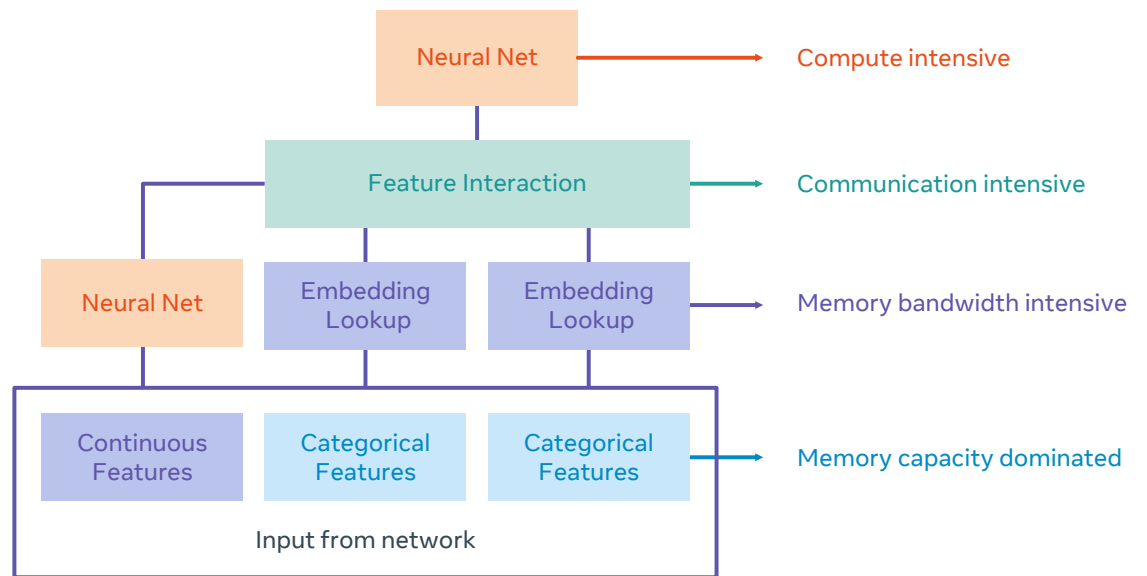 Neural Net
Compute intensive
Feature Interaction
Communication intensive
Neural Net
Embedding
Lookup
Embedding
Lookup
Memory bandwidth intensive
Continuous
Features
Categorical
Features
Categorical
Features
Memory capacity dominated
Input from network